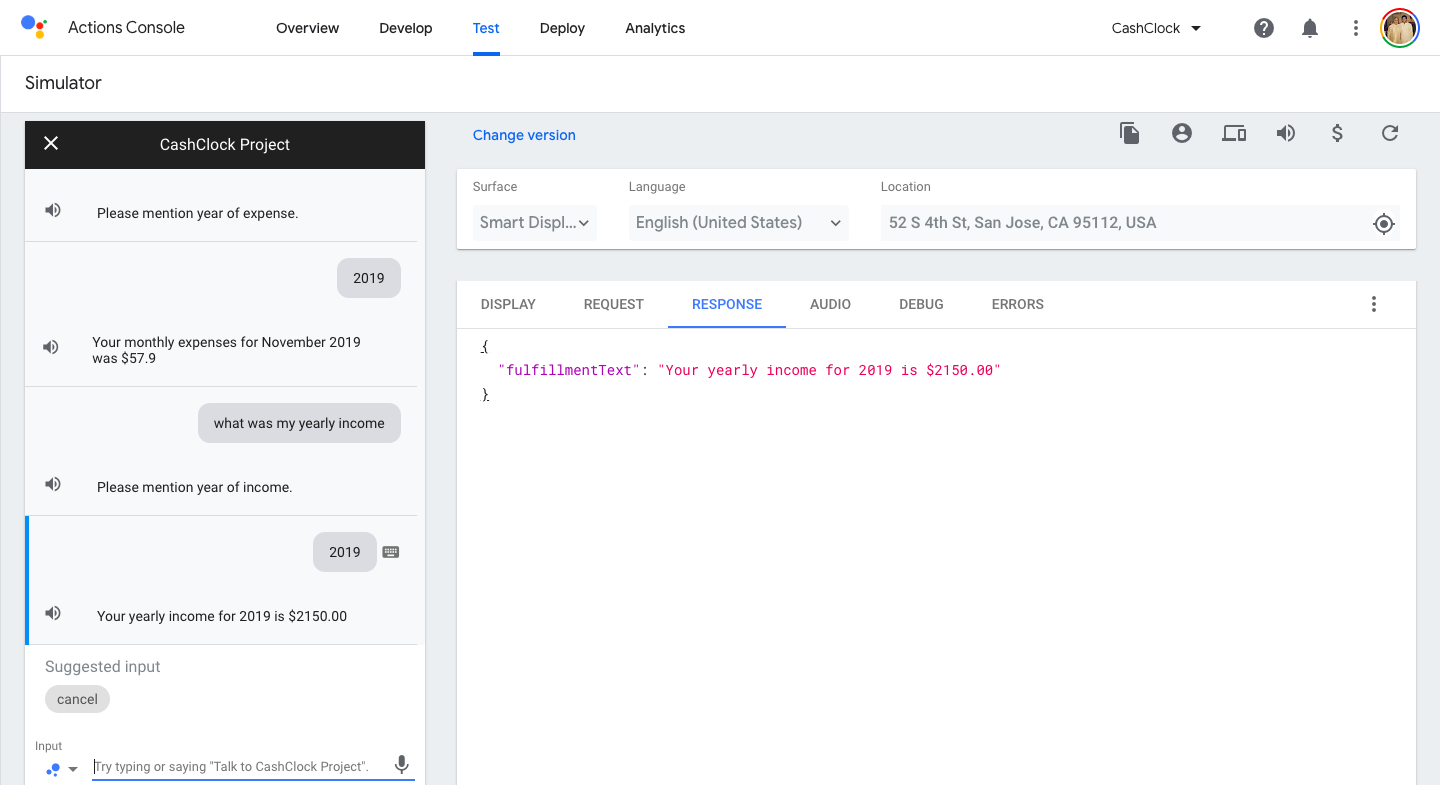 Actions Console
Overview
Develop
Test
Deploy
Analytics
CashClock
Simulator
CashClock Project
Please mention year of expense.
2019
Your monthly expenses for November 2019
was $57.9
what was my yearly income
Please mention year of income.
2019
Your yearly income for 2019 is $2150.00
Suggested input
cancel
Input
Try typing or saying "Talk to CashClock Project".
Change version
Surface
Language
Location
Smart Displ...
English (United States)
52 S 4th St, San Jose, CA 95112, USA
DISPLAY
REQUEST
RESPONSE
AUDIO
DEBUG
ERRORS
{
"fulfillmentText": "Your yearly income for 2019 is $2150.00"
}